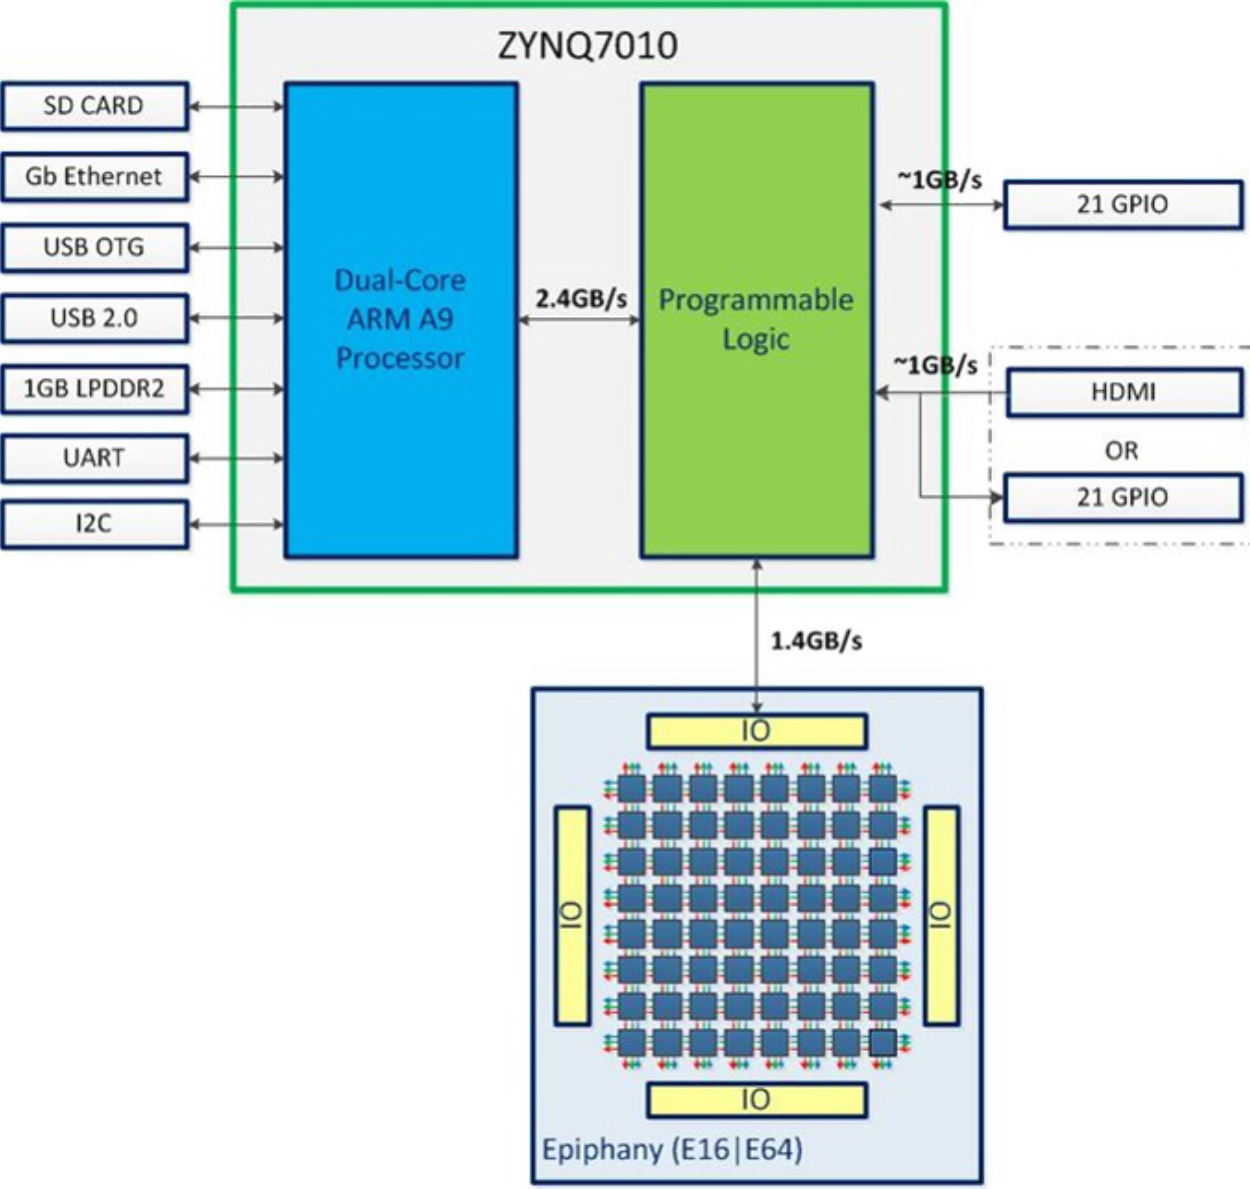 ZYNQ7010
SD CARD
Gb Ethernet
USB OTG
USB 2.0
1GB LPDDR2
UART
I2C
Dual-Core
ARM A9
Processor
2.4GB/s
Programmable
Logic
~1GB/s
21 GPIO
~1GB/s
HDMI
OR
21 GPIO
1.4GB/s
IO
IO
IO
IO
Epiphany (E16|E64)